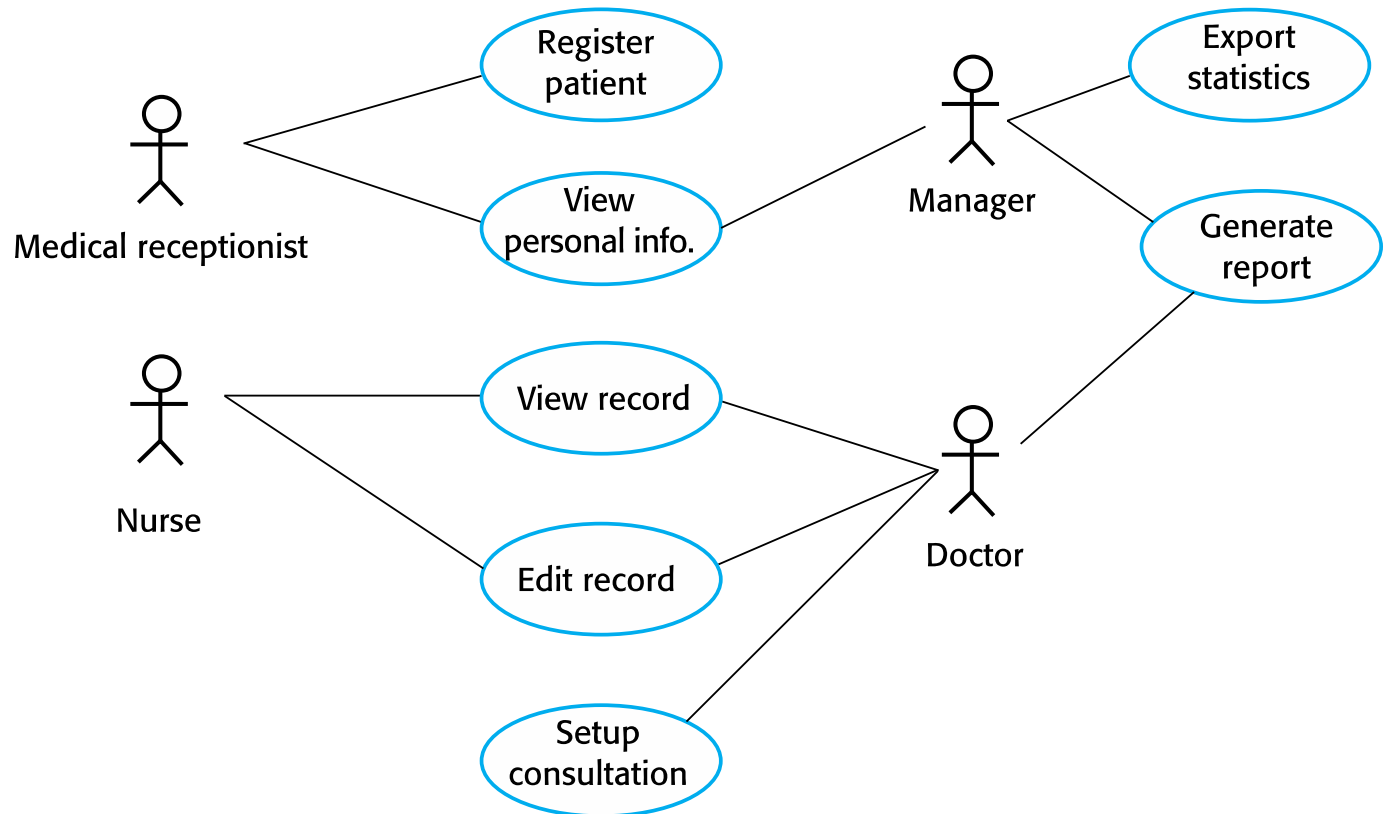 Register
patient
Export
statistics
Medical receptionist
View
personal info.
Manager
Generate
report
Nurse
View record
Edit record
Doctor
Setup
consultation